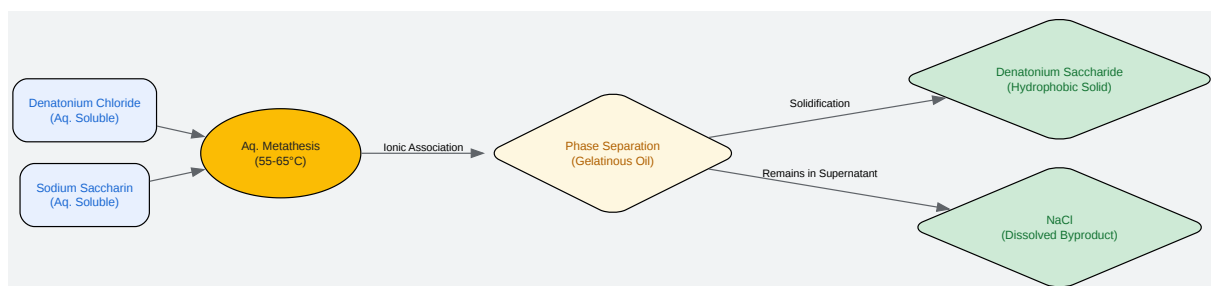 Denatonium Chloride
(Aq. Soluble)
Sodium Saccharin
(Aq. Soluble)
Aq. Metathesis
(55-65°C)
Ionic Association
Phase Separation
(Gelatinous Oil)
Solidification
Remains in Supernatant
Denatonium Saccharide
(Hydrophobic Solid)
NaCl
(Dissolved Byproduct)